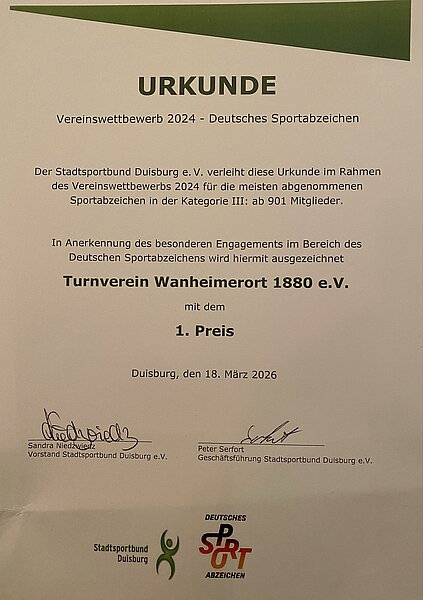 URKUNDE
Vereinswettbewerb 2024 - Deutsches Sportabzeichen
Der Stadtsportbund Duisburg e.V. verleiht diese Urkunde im Rahmen
des Vereinswettbewerbs 2024 für die meisten abgenommenen
Sportabzeichen in der Kategorie III: ab 901 Mitglieder.
In Anerkennung des besonderen Engagements im Bereich des
Deutschen Sportabzeichens wird hiermit ausgezeichnet
Turnverein Wanheimerort 1880 e.V.
mit dem
1. Preis
Duisburg, den 18. März 2026
Sandra Niedzwiedz
Vorstand Stadtsportbund Duisburg e.V.
Peter Serfort
Geschäftsführung Stadtsportbund Duisburg e.V.
Stadtsportbund
Duisburg
DEUTSCHES
SPORT
ABZEICHEN